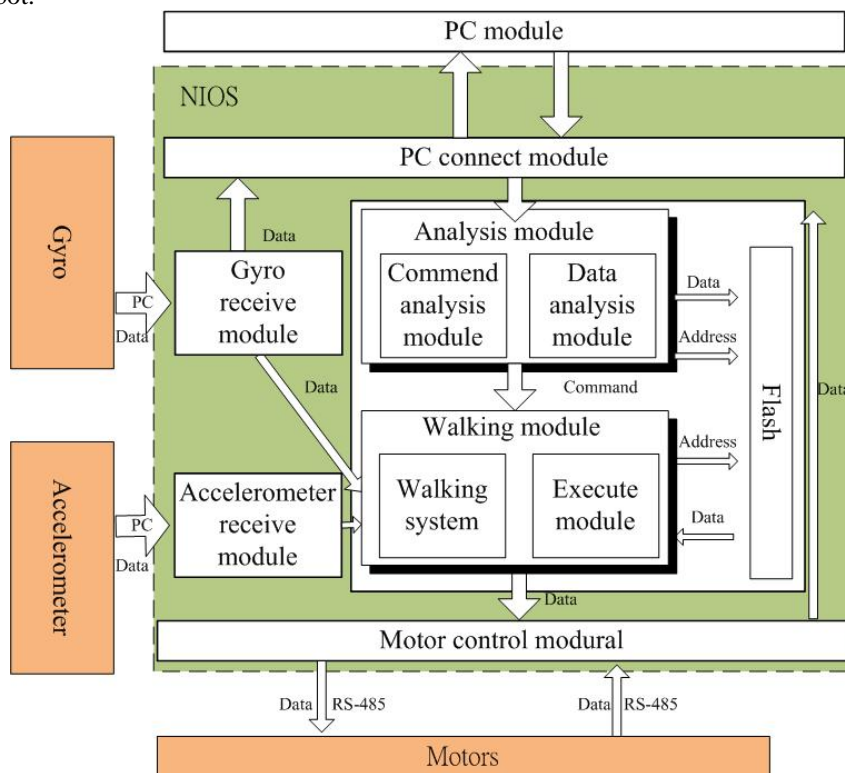 PC module
NIOS
PC connect module
Gyro
PC
Data
Data
Gyro
receive
module
Data
Analysis module
Commend
analysis
module
Data
analysis
module
Data
Address
Command
Flash
Data
Accelerometer
PC
Data
Accelerometer
receive
module
Walking module
Walking
system
Execute
module
Address
Data
Data
Motor control modural
Data RS-485
Data RS-485
Motors